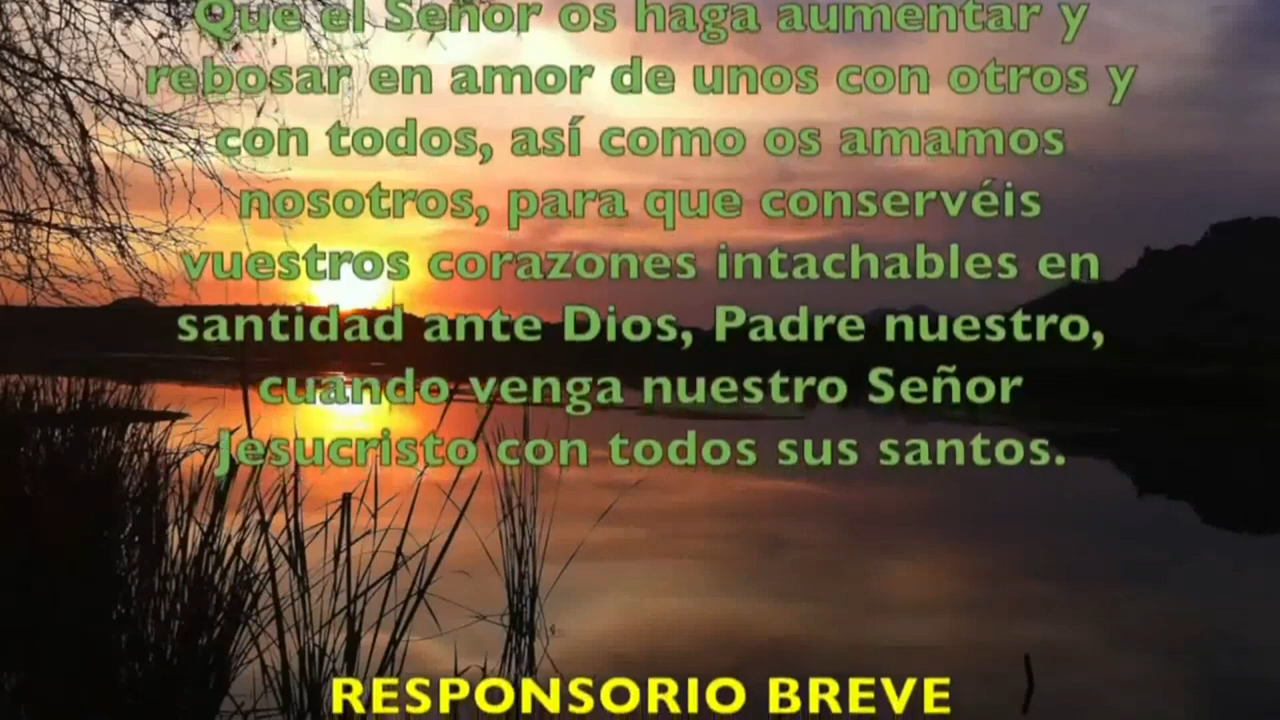 Que el Señor os haga aumentar y
rebosar en amor de unos con otros y
con todos, así como os amamos
nosotros, para que conservéis
vuestros corazones intachables en
santidad ante Dios, Padre nuestro,
cuando venga nuestro Señor
Jesucristo con todos sus santos.
RESPONSORIO BREVE